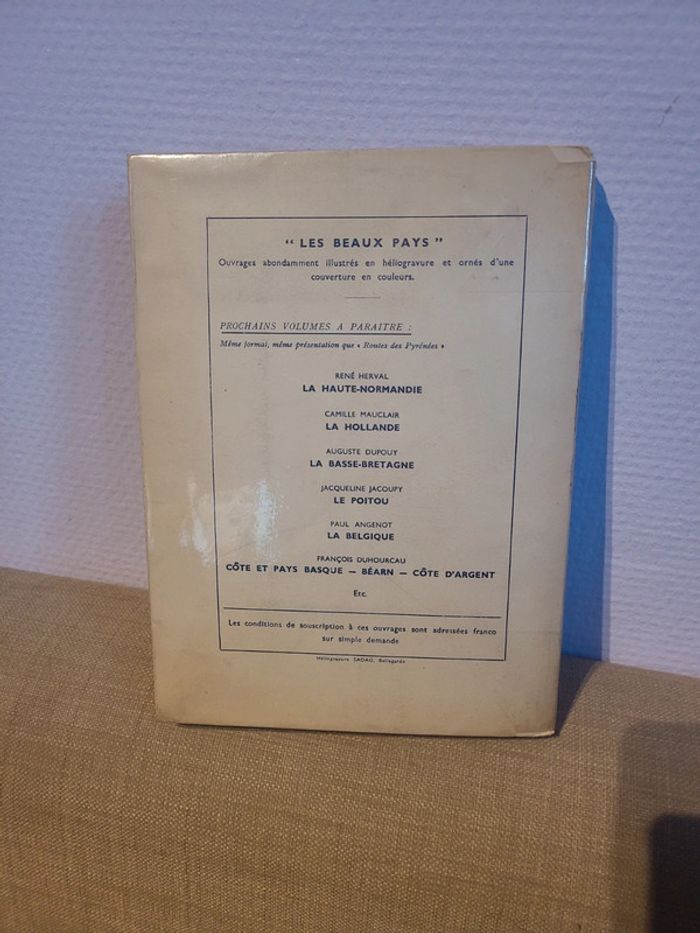 “ LES BEAUX PAYS ”
Ouvrages abondamment illustrés en héliogravure et ornés d'une
couverture en couleurs.
PROCHAINS VOLUMES A PARAITRE :
Même format, même présentation que « Routes des Pyrénées »
RENÉ HERVAL
LA HAUTE-NORMANDIE
CAMILLE MAUCLAIR
LA HOLLANDE
AUGUSTE DUPOUY
LA BASSE-BRETAGNE
JACQUELINE JACOUPY
LE POITOU
PAUL ANGENOT
LA BELGIQUE
FRANÇOIS DUHOURCAU
CÔTE ET PAYS BASQUE — BÉARN — CÔTE D'ARGENT
Etc.
Les conditions de souscription à ces ouvrages sont adressées franco
sur simple demande
Héliogravure SADAG, Bellegarde